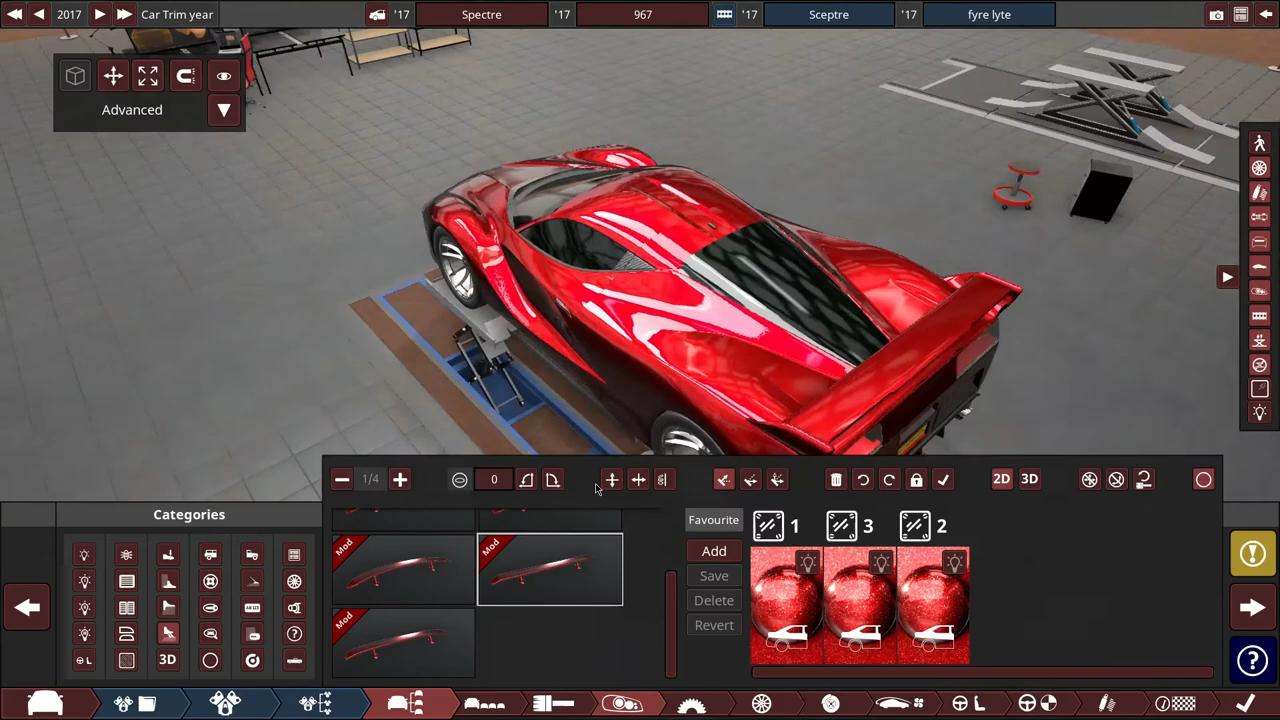 2017 Car Trim year '17 Spectre '17 967 '17 Sceptre '17 fyre lyte
Advanced
1/4 0 2D 3D
Categories
Favourite 1 3 2
Add
Save
Delete
Revert
Mod Mod
Mod
L 3D